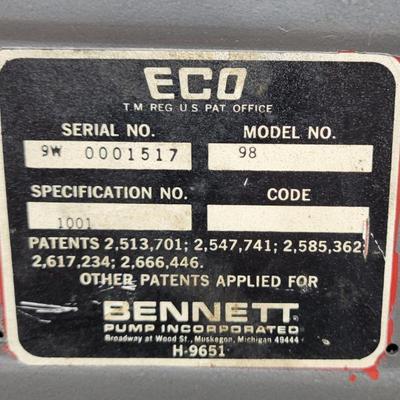 ECO
T.M. REG. U.S. PAT. OFFICE
SERIAL NO. MODEL NO.
9W 0001517 98
SPECIFICATION NO. CODE
1001
PATENTS 2,513,701; 2,547,741; 2,585,362;
2,617,234; 2,666,446.
OTHER PATENTS APPLIED FOR
BENNETT
PUMP INCORPORATED
Broadway at Wood St., Muskegon, Michigan 49444
H-9651